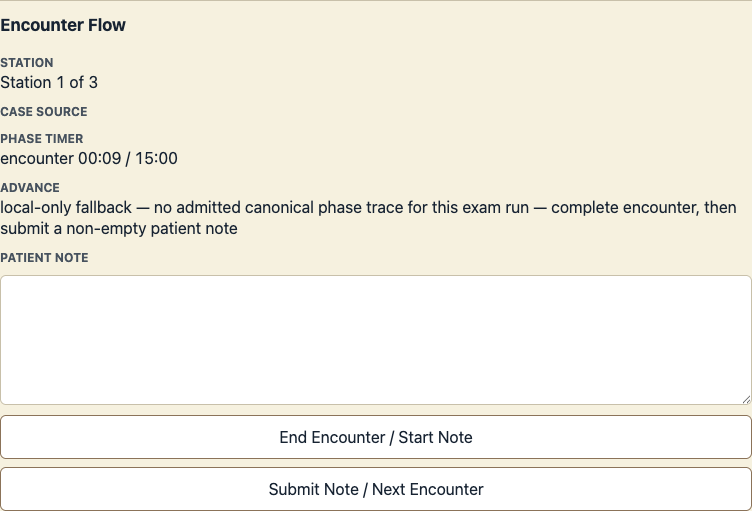 Encounter Flow
STATION
Station 1 of 3
CASE SOURCE
PHASE TIMER
encounter 00:09 / 15:00
ADVANCE
local-only fallback — no admitted canonical phase trace for this exam run — complete encounter, then
submit a non-empty patient note
PATIENT NOTE
End Encounter / Start Note
Submit Note / Next Encounter